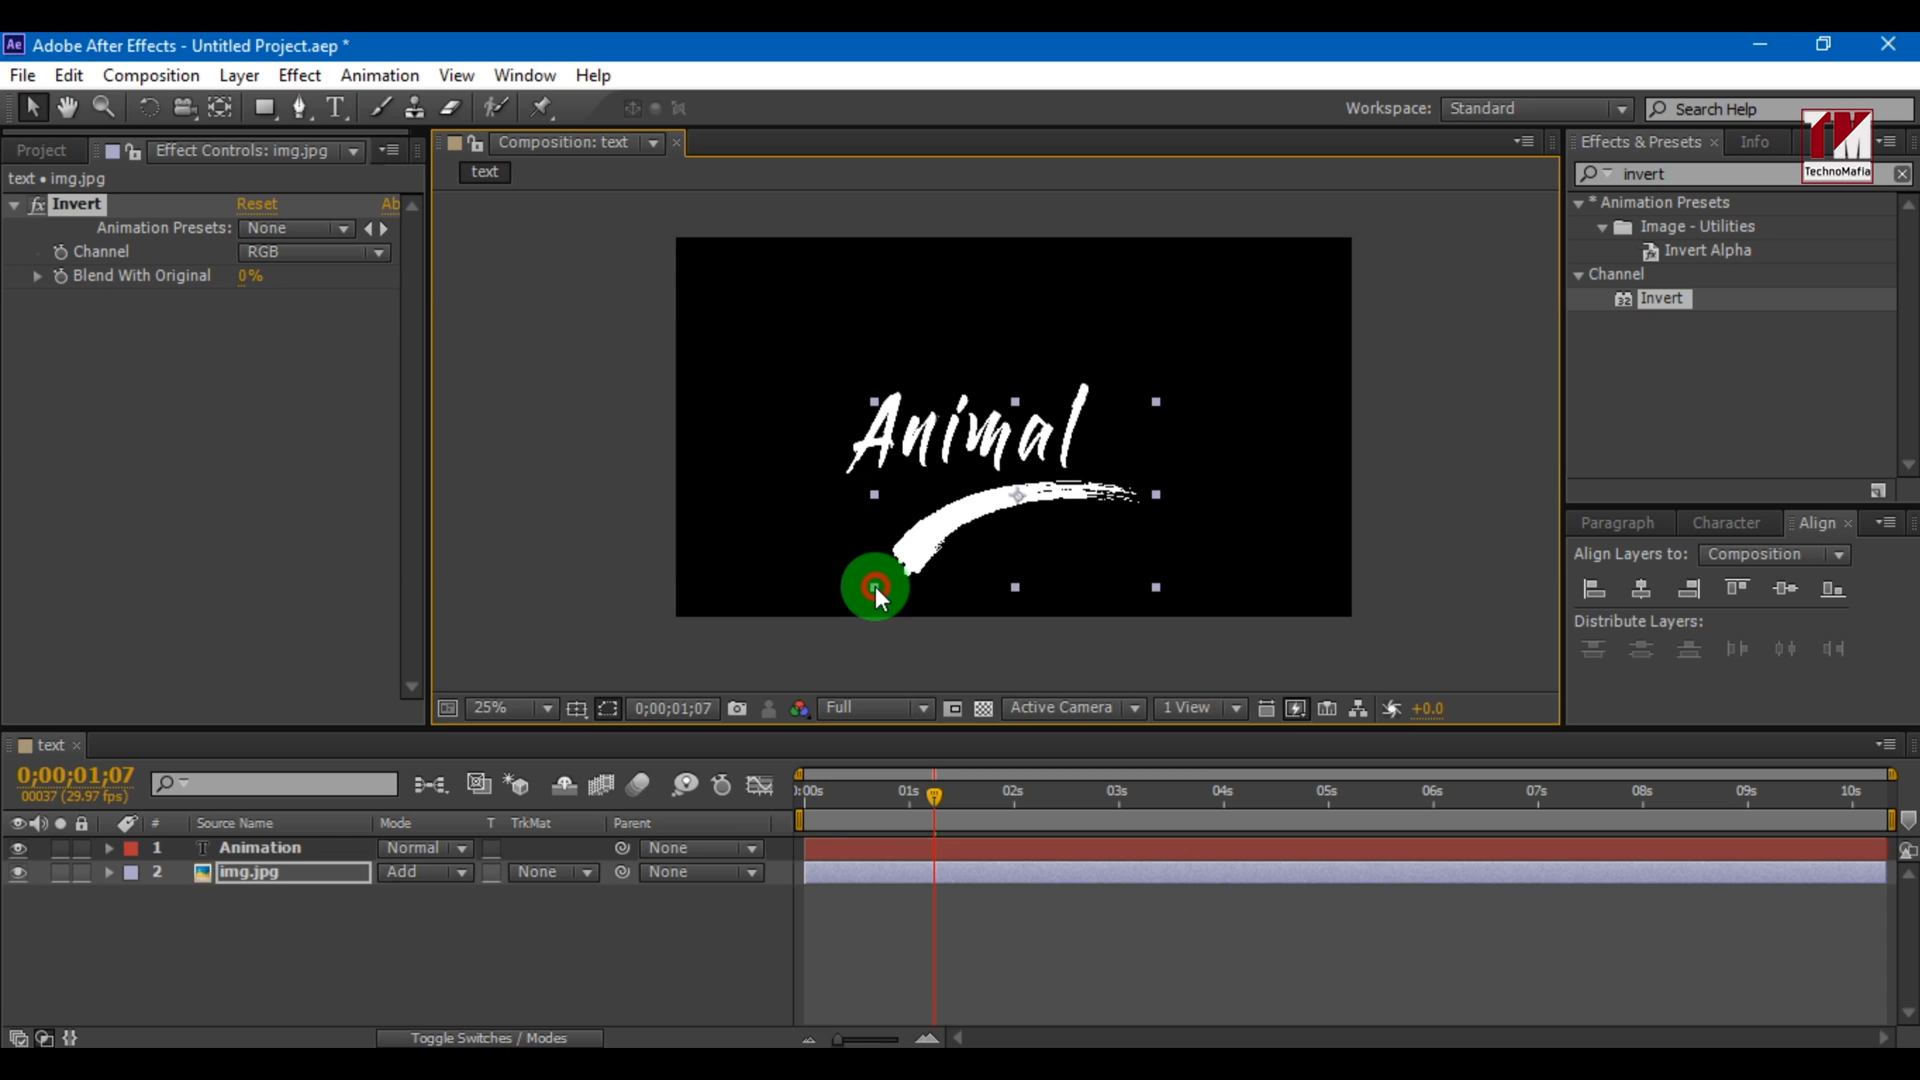 Ae Adobe After Effects - Untitled Project.aep *
File Edit Composition Layer Effect Animation View Window Help
T Workspace: Standard Search Help
TM
TechnoMafia
Project Effect Controls: img.jpg
text • img.jpg
fx Invert Reset Ab
Animation Presets: None
Channel RGB
Blend With Original 0%
Composition: text
text
Animal
25% 0;00;01;07 Full Active Camera 1 View +0.0
Effects & Presets Info
invert
* Animation Presets
Image - Utilities
Invert Alpha
Channel
32 Invert
Paragraph Character Align
Align Layers to: Composition
Distribute Layers:
text
0;00;01;07
00037 (29.97 fps)
):00s 01s 02s 03s 04s 05s 06s 07s 08s 09s 10s
# Source Name Mode T TrkMat Parent
1 T Animation Normal None
2 img.jpg Add None None
Toggle Switches / Modes